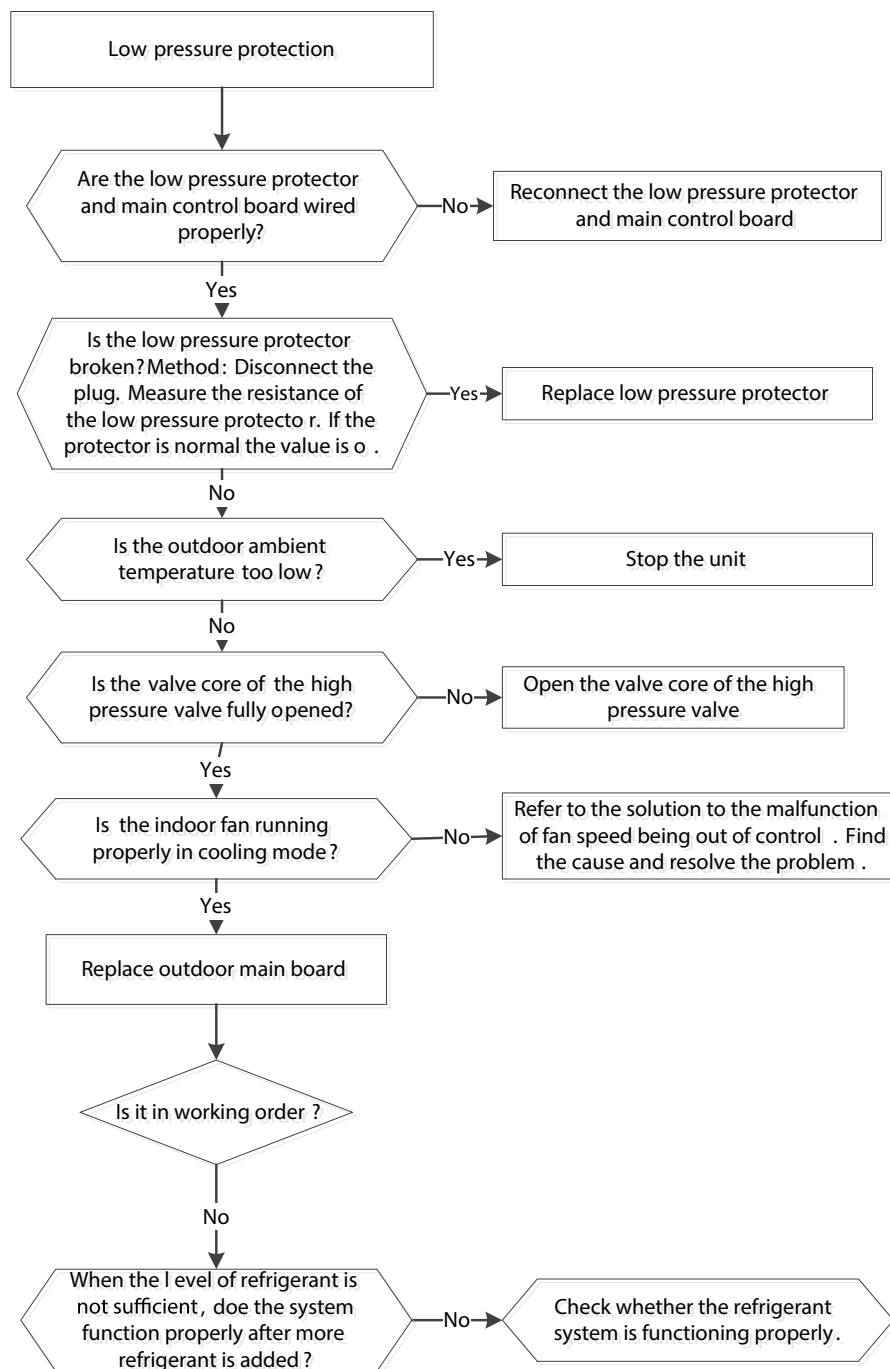 Low pressure protection
Are the low pressure protector
and main control board wired
properly?
No
Reconnect the low pressure protector
and main control board
Yes
Is the low pressure protector
broken?Method: Disconnect the
plug. Measure the resistance of
the low pressure protecto r. If the
protector is normal the value is o .
Yes
Replace low pressure protector
No
Is the outdoor ambient
temperature too low?
Yes
Stop the unit
No
Is the valve core of the high
pressure valve fully opened?
No
Open the valve core of the high
pressure valve
Yes
Is the indoor fan running
properly in cooling mode?
No
Refer to the solution to the malfunction
of fan speed being out of control . Find
the cause and resolve the problem .
Yes
Replace outdoor main board
Is it in working order ?
No
When the l evel of refrigerant is
not sufficient, doe the system
function properly after more
refrigerant is added ?
No
Check whether the refrigerant
system is functioning properly.